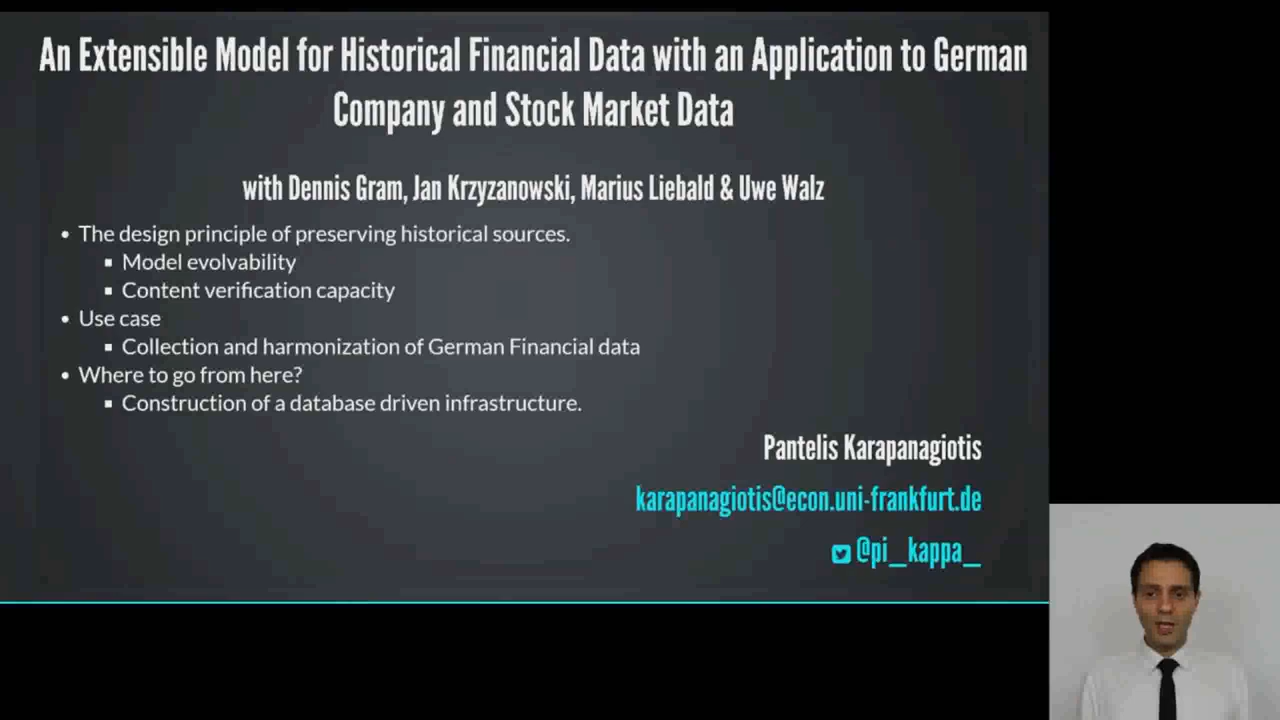 An Extensible Model for Historical Financial Data with an Application to German
Company and Stock Market Data
with Dennis Gram, Jan Krzyzanowski, Marius Liebald & Uwe Walz
• The design principle of preserving historical sources.
▪ Model evolvability
▪ Content verification capacity
• Use case
▪ Collection and harmonization of German Financial data
• Where to go from here?
▪ Construction of a database driven infrastructure.
Pantelis Karapanagiotis
karapanagiotis@econ.uni-frankfurt.de
@pi_kappa_